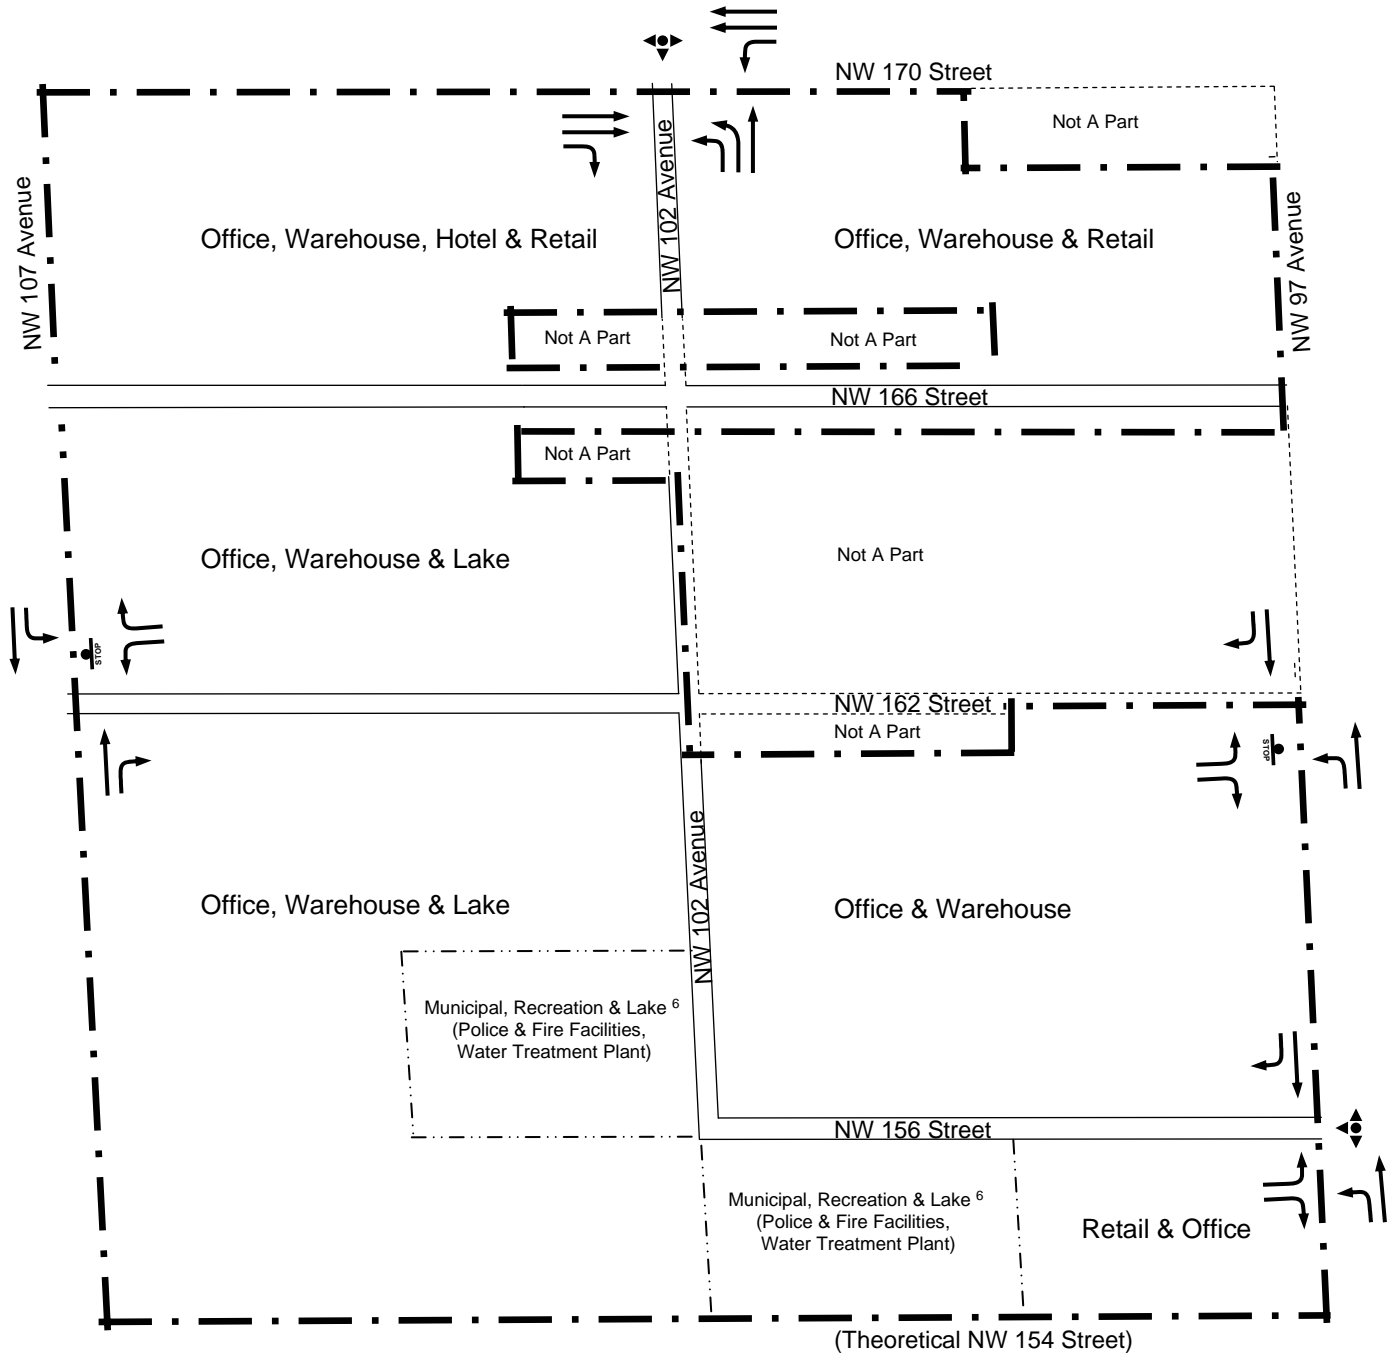 NW 170 Street
Not A Part
NW 107 Avenue
NW 102 Avenue
NW 97 Avenue
Office, Warehouse, Hotel & Retail
Office, Warehouse & Retail
Not A Part
Not A Part
NW 166 Street
Not A Part
Office, Warehouse & Lake
Not A Part
STOP
NW 162 Street
Not A Part
STOP
NW 102 Avenue
Office, Warehouse & Lake
Office & Warehouse
Municipal, Recreation & Lake 6
(Police & Fire Facilities,
Water Treatment Plant)
NW 156 Street
Municipal, Recreation & Lake 6
(Police & Fire Facilities,
Water Treatment Plant)
Retail & Office
(Theoretical NW 154 Street)